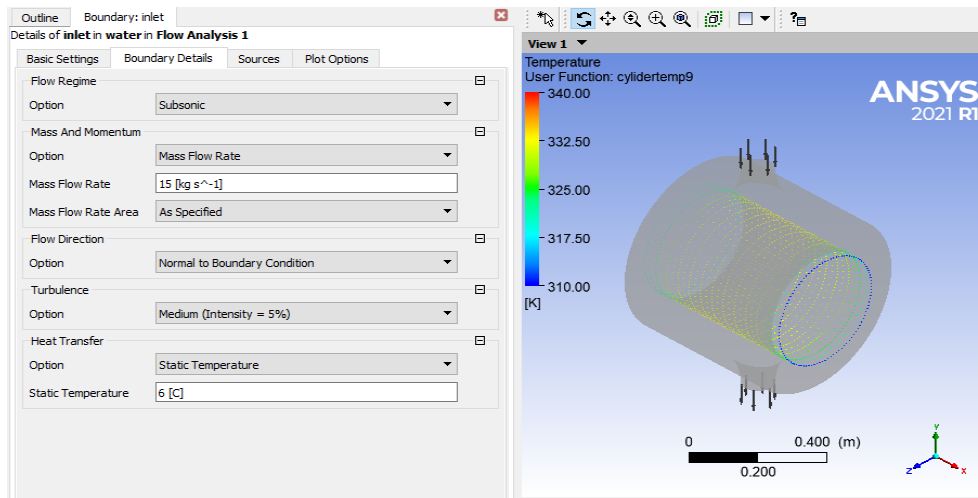 Outline
Boundary: inlet
Details of inlet in water in Flow Analysis 1
Basic Settings
Boundary Details
Sources
Plot Options
Flow Regime
Option
Subsonic
Mass And Momentum
Option
Mass Flow Rate
Mass Flow Rate
15 [kg s^-1]
Mass Flow Rate Area
As Specified
Flow Direction
Option
Normal to Boundary Condition
Turbulence
Option
Medium (Intensity = 5%)
Heat Transfer
Option
Static Temperature
Static Temperature
6 [C]
View 1
Temperature
User Function: cylidertemp9
340.00
332.50
325.00
317.50
310.00
[K]
ANSYS
2021 R1
0
0.400 (m)
0.200
Y
Z
X